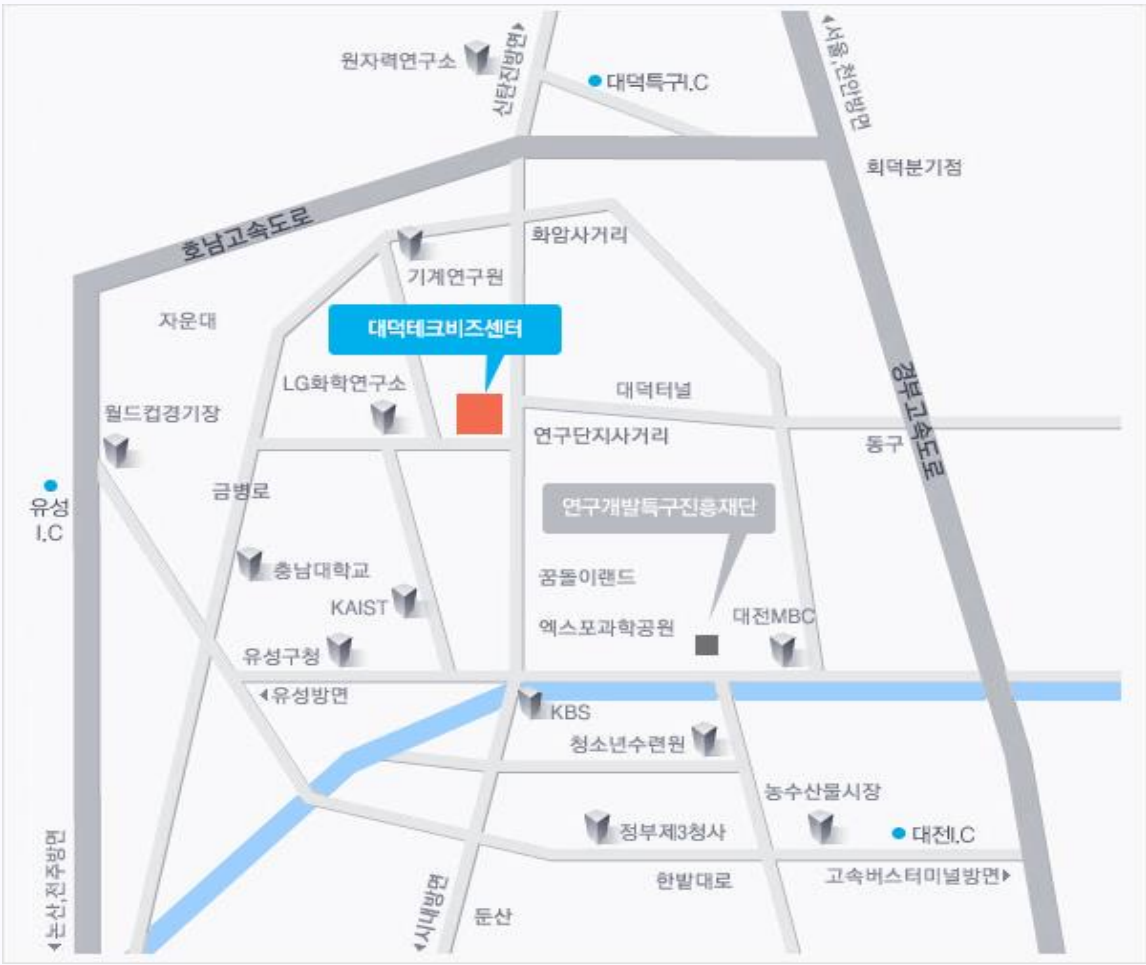 원자력연구소
신탄진방면▶
대덕특구I.C
◀서울,천안방면
회덕분기점
호남고속도로
화암사거리
기계연구원
자운대
대덕테크비즈센터
LG화학연구소
대덕터널
경부고속도로
월드컵경기장
연구단지사거리
동구
유성
I.C
금병로
연구개발특구진흥재단
충남대학교
꿈돌이랜드
KAIST
엑스포과학공원
대전MBC
유성구청
◀유성방면
KBS
청소년수련원
농수산물시장
정부제3청사
대전I.C
◀논산,전주방면
한밭대로
고속버스터미널방면▶
◀시내방면
둔산